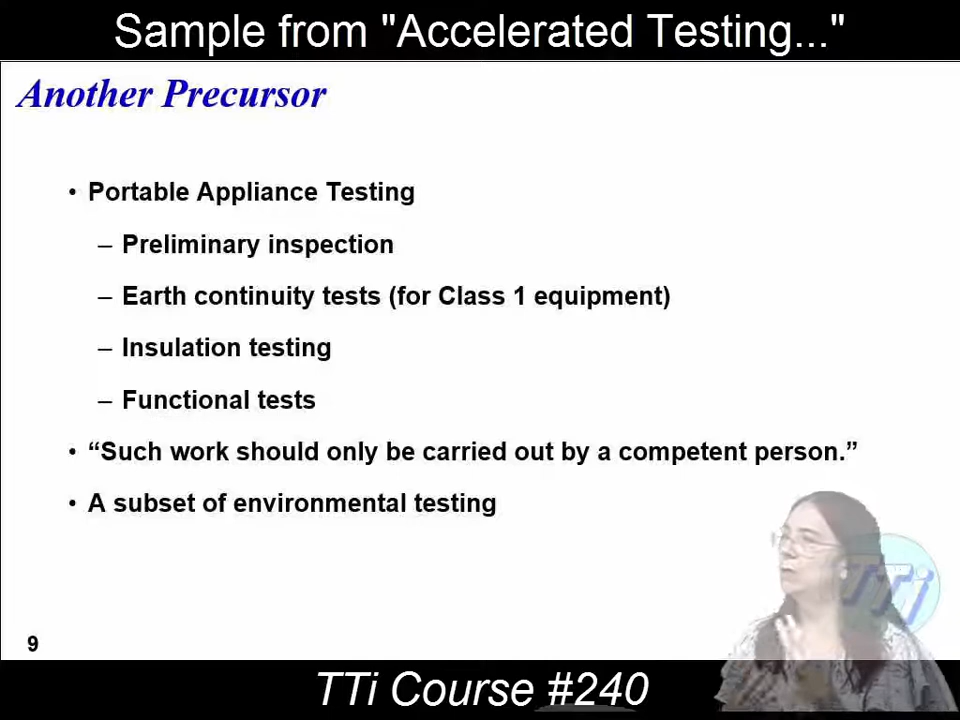 Sample from "Accelerated Testing..."
Another Precursor
• Portable Appliance Testing
– Preliminary inspection
– Earth continuity tests (for Class 1 equipment)
– Insulation testing
– Functional tests
• “Such work should only be carried out by a competent person.”
• A subset of environmental testing
TTi
9
TTi Course #240